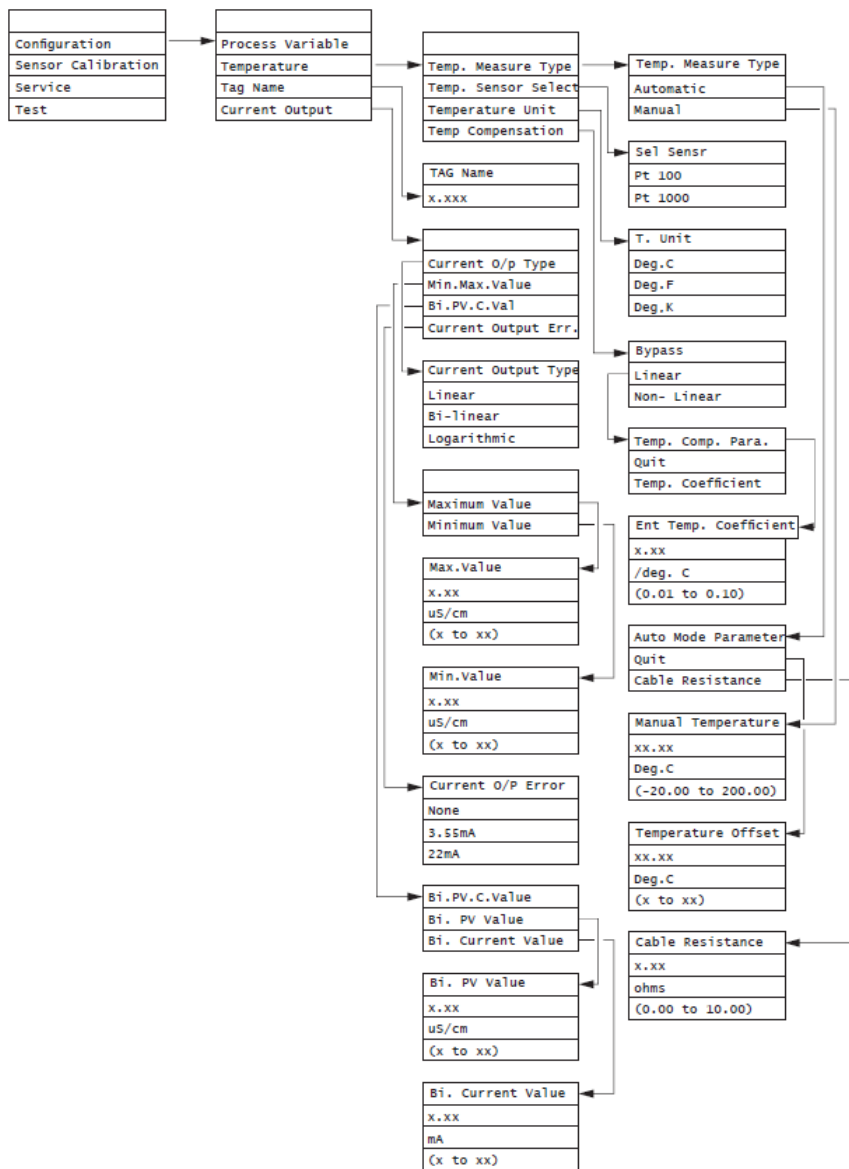 Configuration
Sensor Calibration
Service
Test
Process Variable
Temperature
Tag Name
Current Output
Temp. Measure Type
Temp. Sensor Select
Temperature Unit
Temp Compensation
TAG Name
x.xxx
Current O/p Type
Min.Max.Value
Bi.PV.C.Val
Current Output Err.
Current Output Type
Linear
Bi-linear
Logarithmic
Maximum Value
Minimum Value
Max.Value
x.xx
uS/cm
(x to xx)
Min.Value
x.xx
uS/cm
(x to xx)
Current O/P Error
None
3.55mA
22mA
Bi.PV.C.Value
Bi. PV Value
Bi. Current Value
Bi. PV Value
x.xx
uS/cm
(x to xx)
Bi. Current Value
x.xx
mA
(x to xx)
Temp. Measure Type
Automatic
Manual
Sel Sensr
Pt 100
Pt 1000
T. Unit
Deg.C
Deg.F
Deg.K
Bypass
Linear
Non- Linear
Temp. Comp. Para.
Quit
Temp. Coefficient
Ent Temp. Coefficient
x.xx
/deg. C
(0.01 to 0.10)
Auto Mode Parameter
Quit
Cable Resistance
Manual Temperature
xx.xx
Deg.C
(-20.00 to 200.00)
Temperature Offset
xx.xx
Deg.C
(x to xx)
Cable Resistance
x.xx
ohms
(0.00 to 10.00)